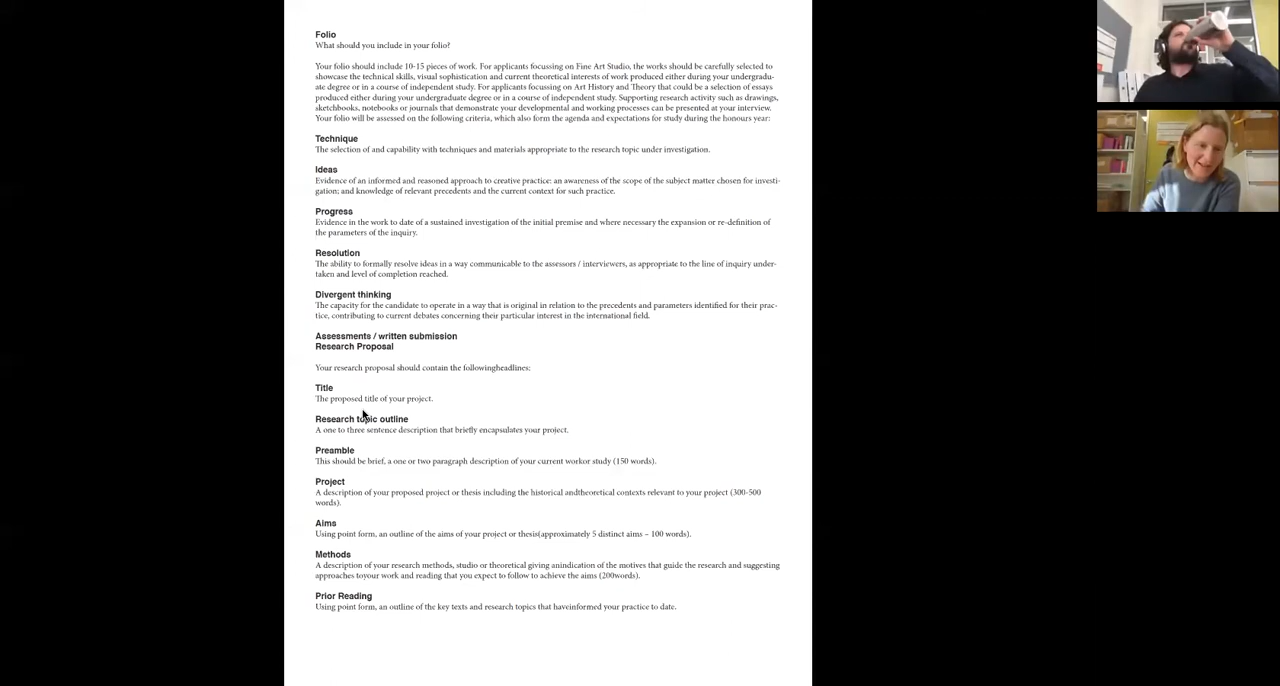 Folio
What should you include in your folio?
Your folio should include 10-15 pieces of work. For applicants focussing on Fine Art Studio, the works should be carefully selected to
showcase the technical skills, visual sophistication and current theoretical interests of work produced either during your undergradu-
ate degree or in a course of independent study. For applicants focussing on Art History and Theory that could be a selection of essays
produced either during your undergraduate degree or in a course of independent study. Supporting research activity such as drawings,
sketchbooks, notebooks or journals that demonstrate your developmental and working processes can be presented at your interview.
Your folio will be assessed on the following criteria, which also form the agenda and expectations for study during the honours year:
Technique
The selection of and capability with techniques and materials appropriate to the research topic under investigation.
Ideas
Evidence of an informed and reasoned approach to creative practice: an awareness of the scope of the subject matter chosen for investi-
gation; and knowledge of relevant precedents and the current context for such practice.
Progress
Evidence in the work to date of a sustained investigation of the initial premise and where necessary the expansion or re-definition of
the parameters of the inquiry.
Resolution
The ability to formally resolve ideas in a way communicable to the assessors / interviewers, as appropriate to the line of inquiry under-
taken and level of completion reached.
Divergent thinking
The capacity for the candidate to operate in a way that is original in relation to the precedents and parameters identified for their prac-
tice, contributing to current debates concerning their particular interest in the international field.
Assessments / written submission
Research Proposal
Your research proposal should contain the followingheadlines:
Title
The proposed title of your project.
Research topic outline
A one to three sentence description that briefly encapsulates your project.
Preamble
This should be brief, a one or two paragraph description of your current workor study (150 words).
Project
A description of your proposed project or thesis including the historical andtheoretical contexts relevant to your project (300-500
words).
Aims
Using point form, an outline of the aims of your project or thesis(approximately 5 distinct aims – 100 words).
Methods
A description of your research methods, studio or theoretical giving anindication of the motives that guide the research and suggesting
approaches toyour work and reading that you expect to follow to achieve the aims (200words).
Prior Reading
Using point form, an outline of the key texts and research topics that haveinformed your practice to date.